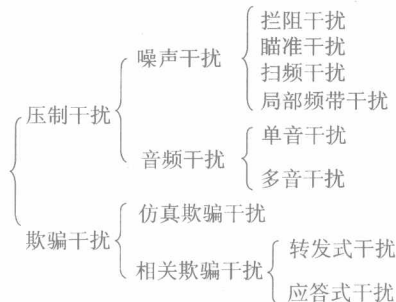 拦阻干扰
噪声干扰
瞄准干扰
扫频干扰
局部频带干扰
压制干扰
单音干扰
音频干扰
多音干扰
仿真欺骗干扰
欺骗干扰
转发式干扰
相关欺骗干扰
应答式干扰